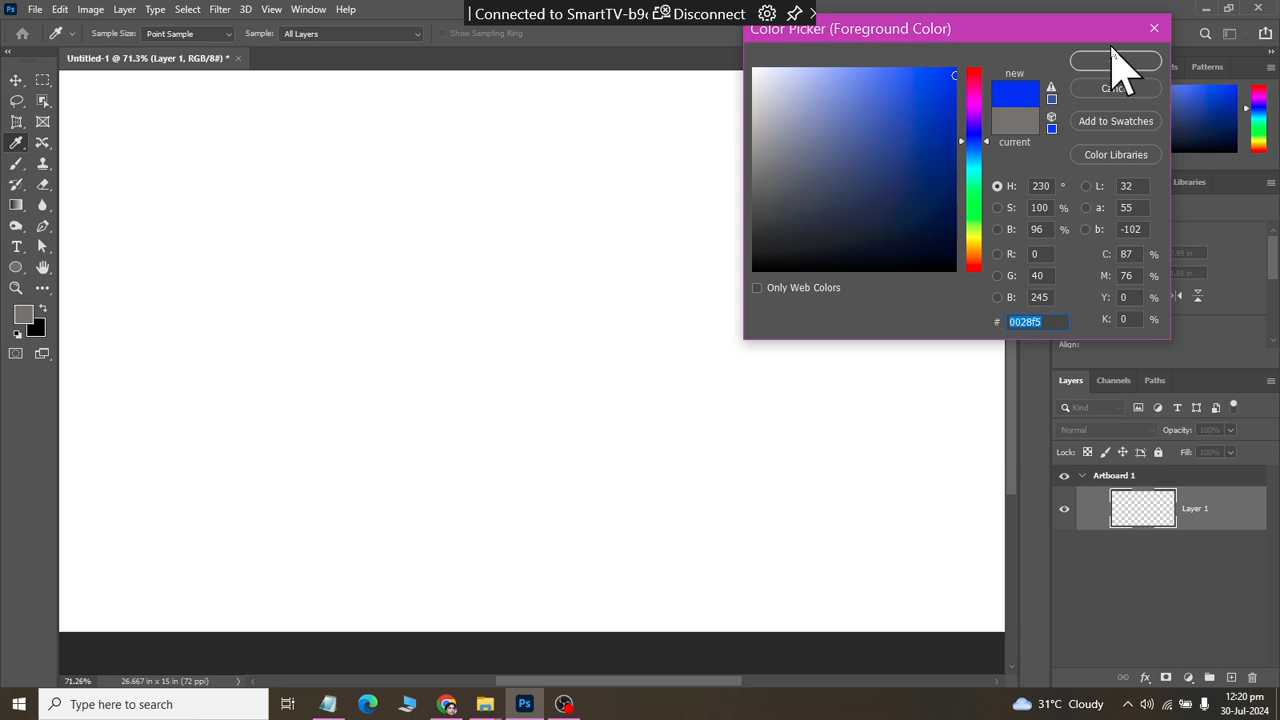 Connected to SmartTV-b9 Disconnect
Ps File Edit Image Layer Type Select Filter 3D View Window Help
Sample Size: Point Sample Sample: All Layers Show Sampling Ring
Color Picker (Foreground Color)
Untitled-1 @ 71.3% (Layer 1, RGB/8#) *
Patterns
new
current
Add to Swatches
Color Libraries
Libraries
H: 230 ° L: 32
S: 100 % a: 55
B: 96 % b: -102
R: 0 C: 87 %
G: 40 M: 76 %
B: 245 Y: 0 %
# 0028f5 K: 0 %
Only Web Colors
Align:
Layers Channels Paths
Kind
Normal Opacity: 100%
Lock: Fill: 100%
Artboard 1
Layer 1
71.26% 26.667 in x 15 in (72 ppi)
Type here to search
Ps
31°C Cloudy
12:20 pm
30-Jul-2024